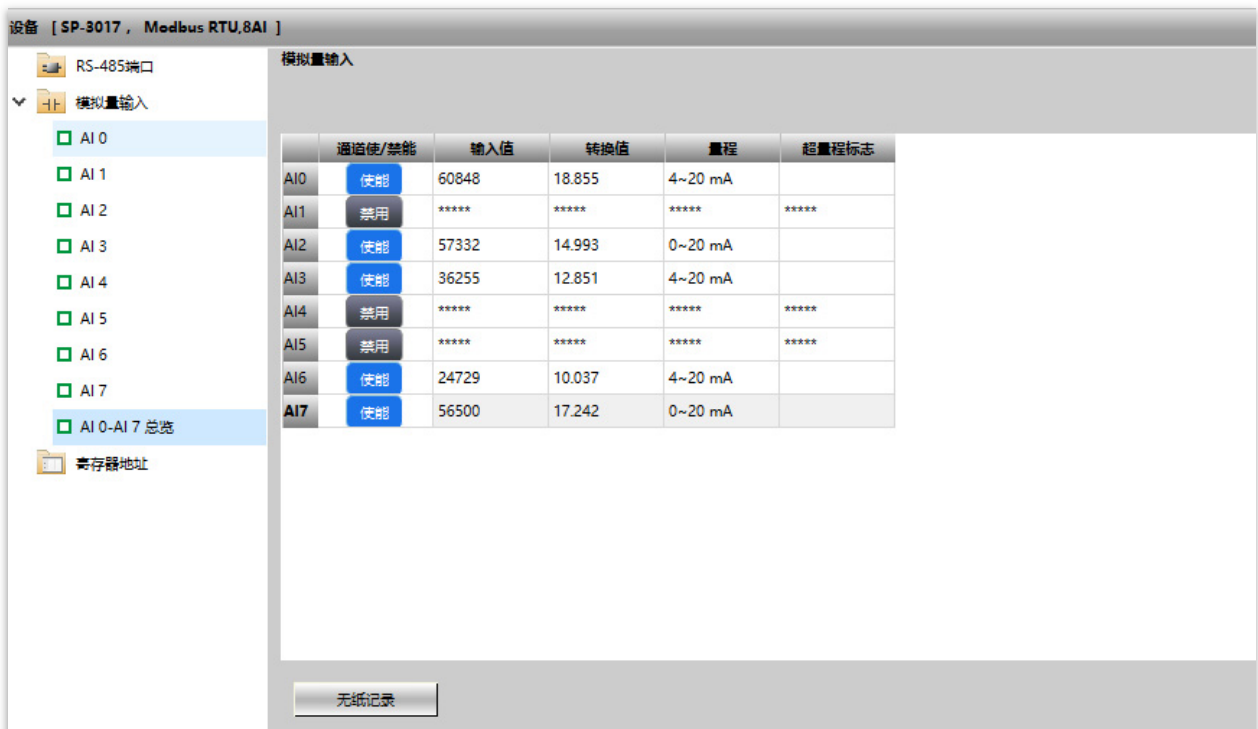 设备 [ SP-3017 , Modbus RTU,8AI ]
RS-485端口
模拟量输入
AI 0
AI 1
AI 2
AI 3
AI 4
AI 5
AI 6
AI 7
AI 0-AI 7 总览
寄存器地址
模拟量输入
通道使/禁能 输入值 转换值 量程 超量程标志
AI0 使能 60848 18.855 4~20 mA
AI1 禁用 ***** ***** ***** *****
AI2 使能 57332 14.993 0~20 mA
AI3 使能 36255 12.851 4~20 mA
AI4 禁用 ***** ***** ***** *****
AI5 禁用 ***** ***** ***** *****
AI6 使能 24729 10.037 4~20 mA
AI7 使能 56500 17.242 0~20 mA
无纸记录